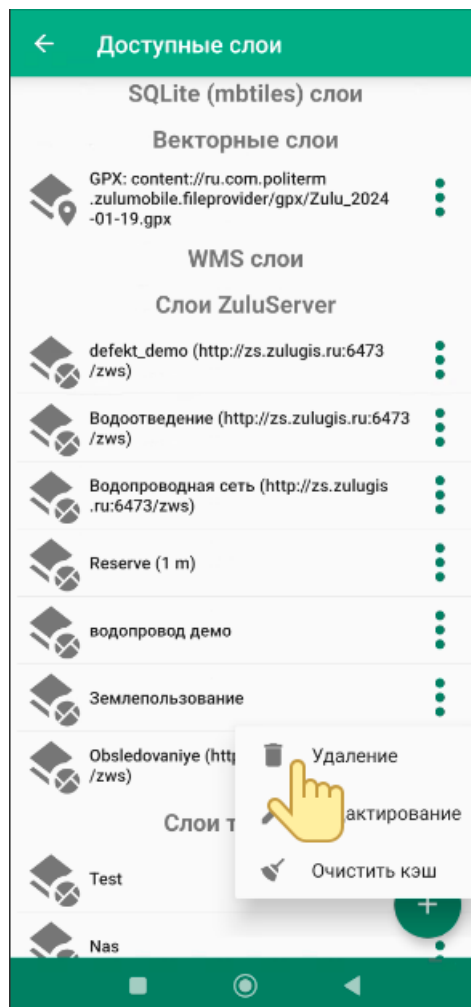 Доступные слои
SQLite (mbtiles) слои
Векторные слои
GPX: content://ru.com.politerm
.zulumobile.fileprovider/gpx/Zulu_2024
-01-19.gpx
WMS слои
Слои ZuluServer
defekt_demo (http://zs.zulugis.ru:6473
/zws)
Водоотведение (http://zs.zulugis.ru:6473
/zws)
Водопроводная сеть (http://zs.zulugis
.ru:6473/zws)
Reserve (1 m)
водопровод демо
Землепользование
Obsledovaniye (http
/zws)
Удаление
актирование
Очистить кэш
Слои т
Test
Nas